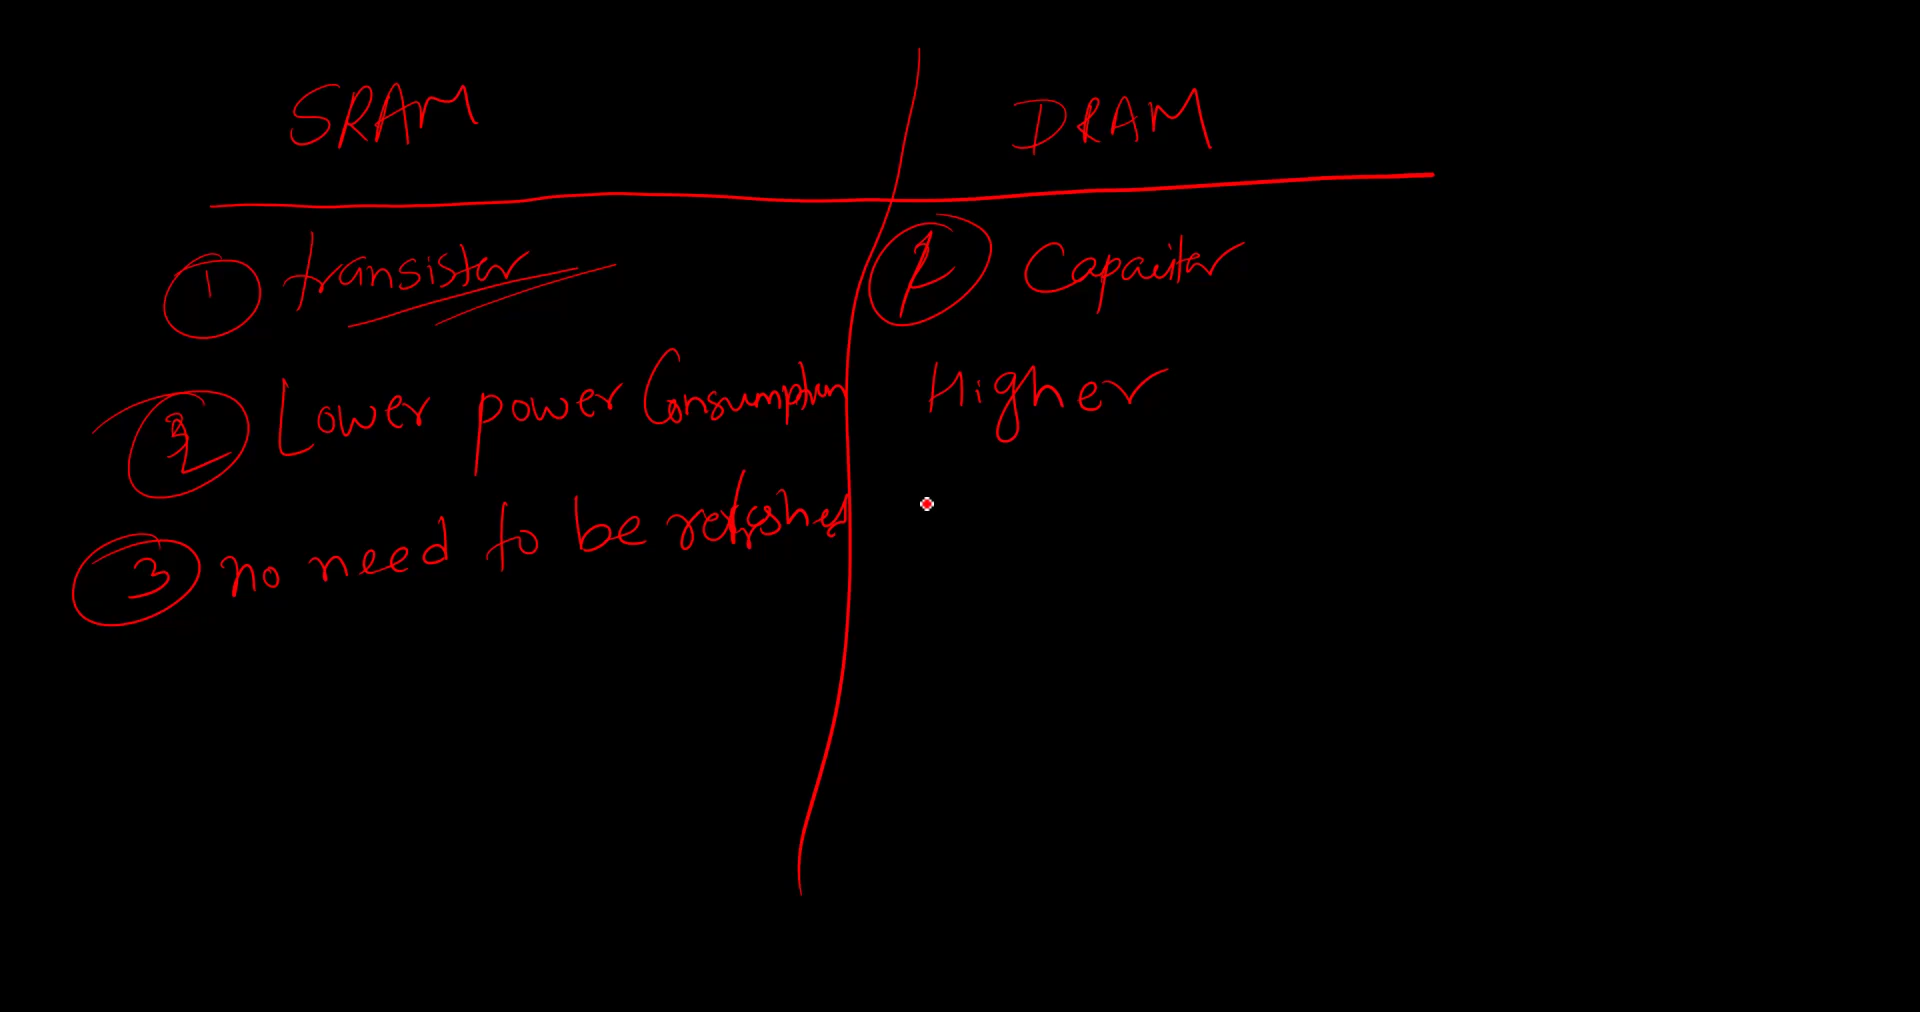 SRAM DRAM
1 transistor
1 Capacitor
2 Lower power Consumption Higher
3 no need to be refreshed